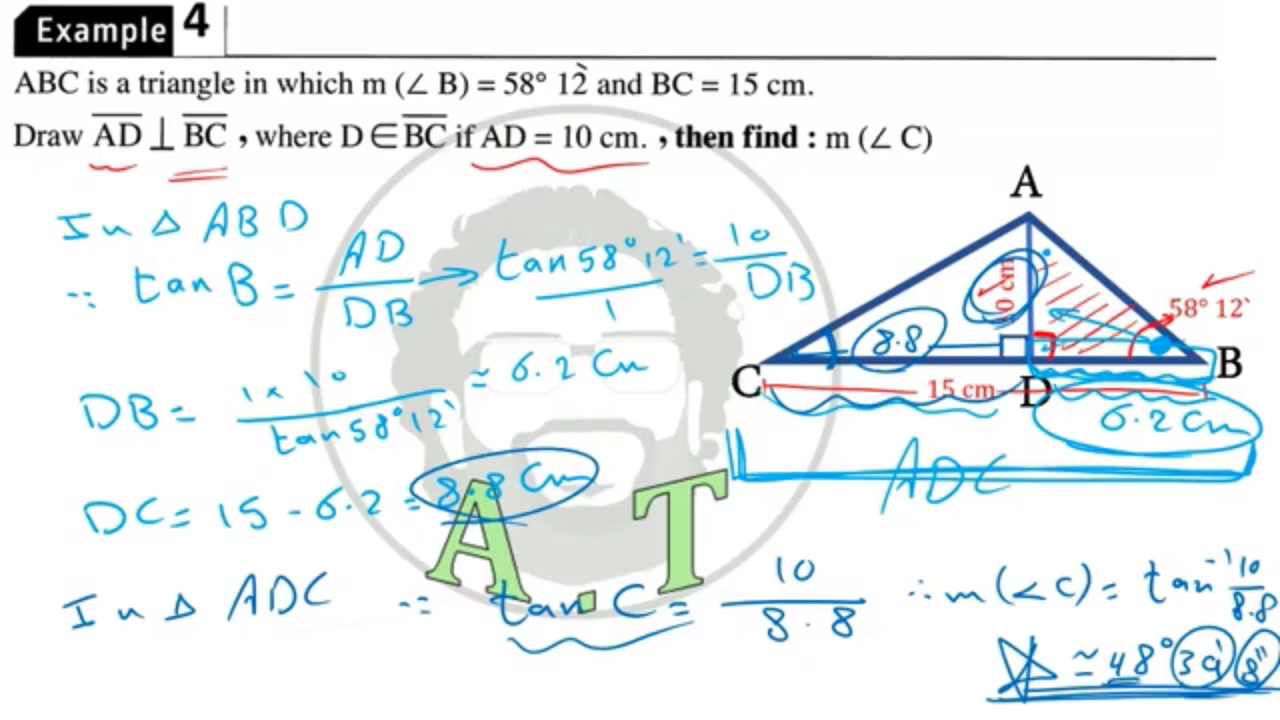 Example 4
ABC is a triangle in which m (∠ B) = 58° 12̀ and BC = 15 cm.
Draw AD ⊥ BC , where D ∈ BC if AD = 10 cm. , then find : m (∠ C)
In Δ ABD
∵ tan B = AD / DB → tan 58° 12' / 1 = 10 / DB
DB = 1 × 10 / tan 58° 12' ≃ 6.2 Cm
DC = 15 - 6.2 = 8.8 Cm
In Δ ADC ∵ tan C = 10 / 8.8 ∴ m (∠ C) = tan⁻¹ 10 / 8.8
≃ 48° 39' 8"
A
10 cm
58° 12`
8.8
C
15 cm
D
B
6.2 Cm
ADC
A.T